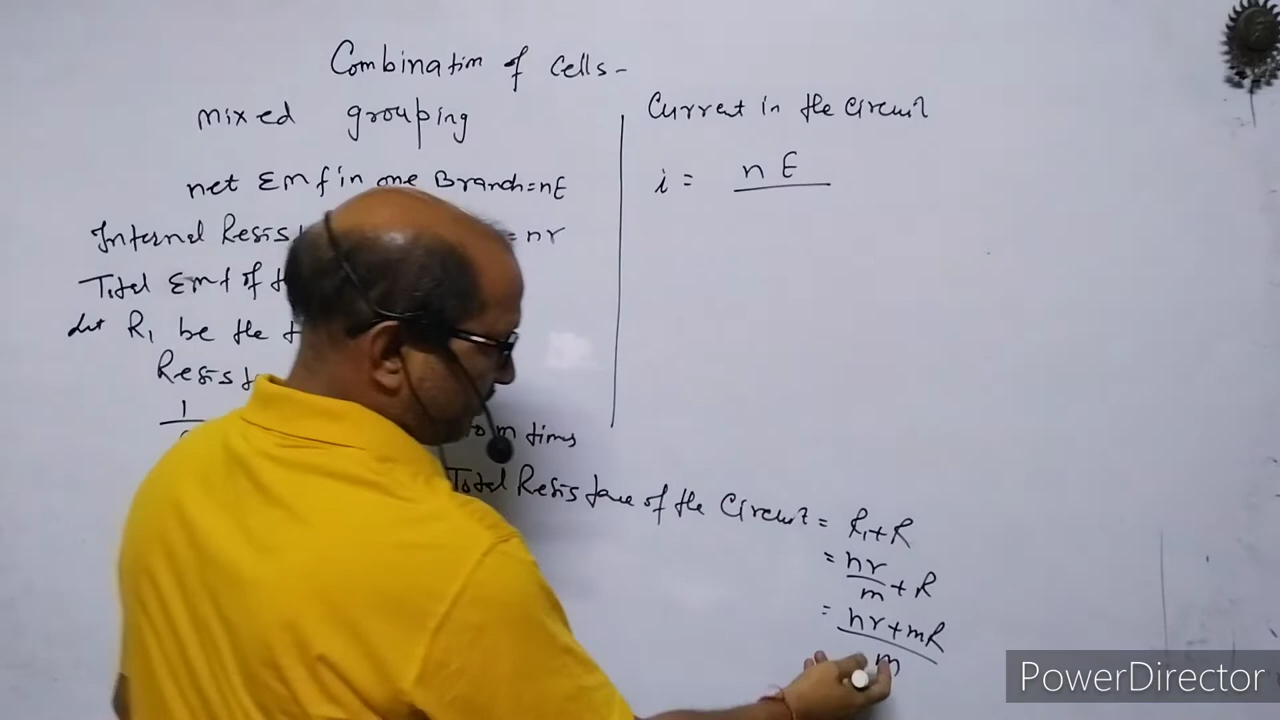 Combination of cells -
mixed grouping
net Emf in one Branch = nE
Internal Resis = nr
Total Emf of t
Let R1 be the t
Resist
1
to m times
Total Resistance of the Circuit = R1 + R
= nr/m + R
= nr + mR / m
Current in the circuit
i = nE
PowerDirector